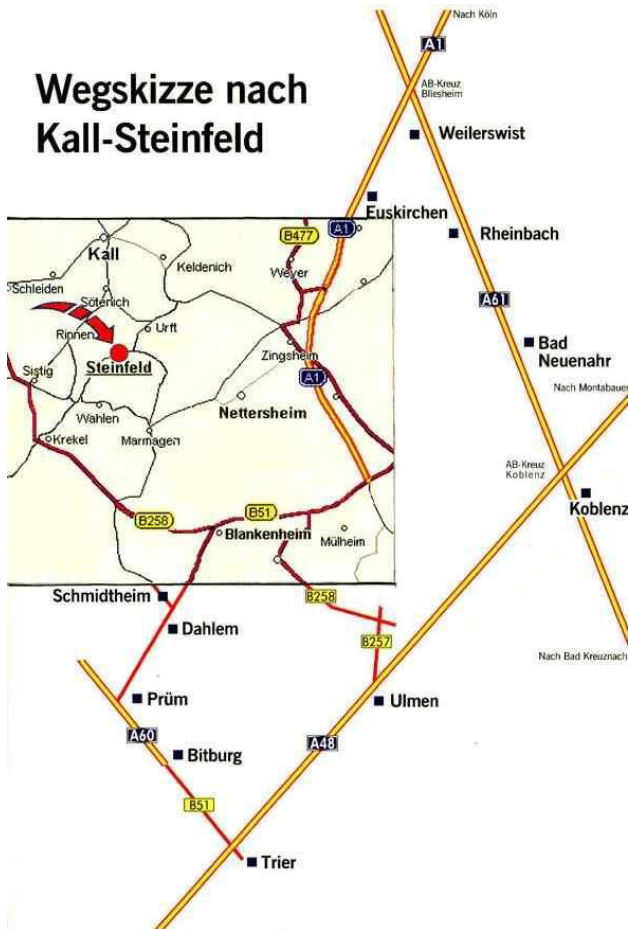 Nach Köln
A1
Wegskizze nach
Kall-Steinfeld
AB-Kreuz
Bliesheim
Weilerswist
Euskirchen
Rheinbach
A1
B477
Kall
Keldenich
Weyer
Schleiden
Sötenich
A61
Rinnen
Urft
Steinfeld
Zingsheim
Bad
Neuenahr
Sistig
A1
Nach Montabauer
Nettersheim
Wahlen
Krekel
Marmagen
AB-Kreuz
Koblenz
Koblenz
B258
B51
Blankenheim
Mülheim
Schmidtheim
B258
Dahlem
B257
Nach Bad Kreuznach
Prüm
Ulmen
A60
A48
Bitburg
B51
Trier